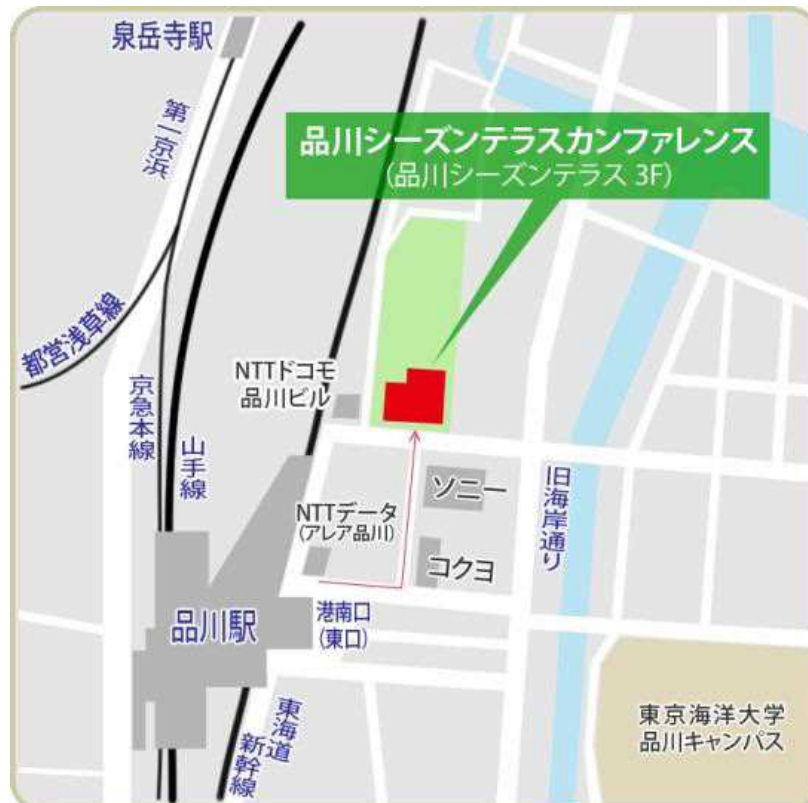 泉岳寺駅
第一京浜
品川シーズンテラスカンファレンス
(品川シーズンテラス 3F)
都営浅草線
京急本線
山手線
NTTドコモ
品川ビル
NTTデータ
(アレア品川)
ソニー
コクヨ
旧海岸通り
品川駅
港南口
(東口)
東海道
新幹線
東京海洋大学
品川キャンパス